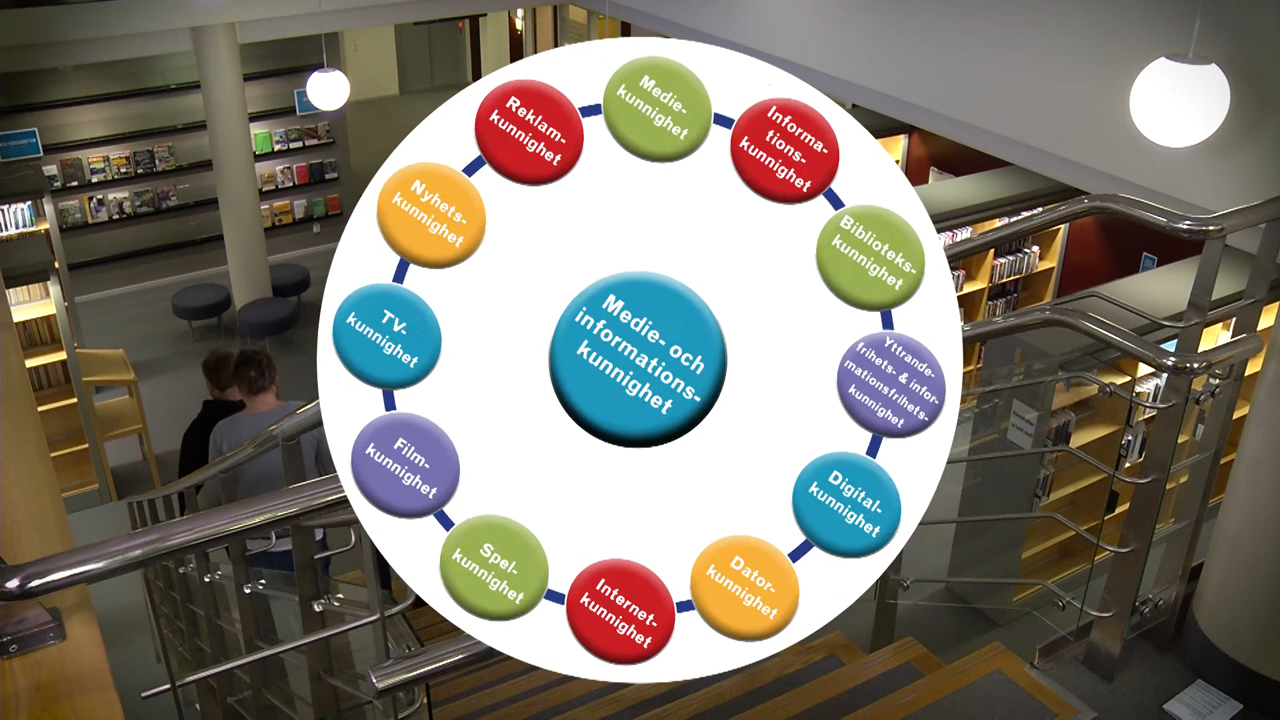 Medie-
kunnighet
Informa-
tions-
kunnighet
Biblioteks-
kunnighet
Yttrande-
frihets- & infor-
mationsfrihets-
kunnighet
Digital-
kunnighet
Dator-
kunnighet
Internet-
kunnighet
Spel-
kunnighet
Film-
kunnighet
TV-
kunnighet
Nyhets-
kunnighet
Reklam-
kunnighet
Medie- och
informations-
kunnighet